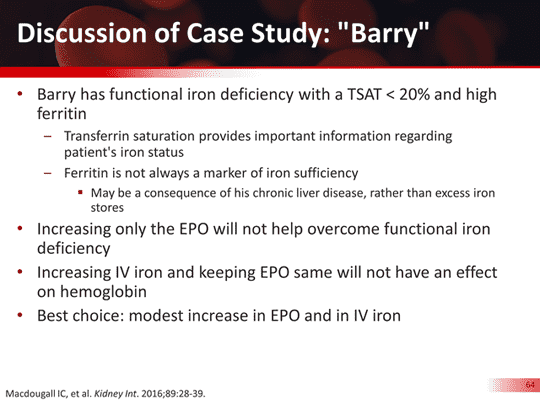 Discussion of Case Study: "Barry"
• Barry has functional iron deficiency with a TSAT < 20% and high
ferritin
– Transferrin saturation provides important information regarding
patient's iron status
– Ferritin is not always a marker of iron sufficiency
▪ May be a consequence of his chronic liver disease, rather than excess iron
stores
• Increasing only the EPO will not help overcome functional iron
deficiency
• Increasing IV iron and keeping EPO same will not have an effect
on hemoglobin
• Best choice: modest increase in EPO and in IV iron
64
Macdougall IC, et al. Kidney Int. 2016;89:28-39.